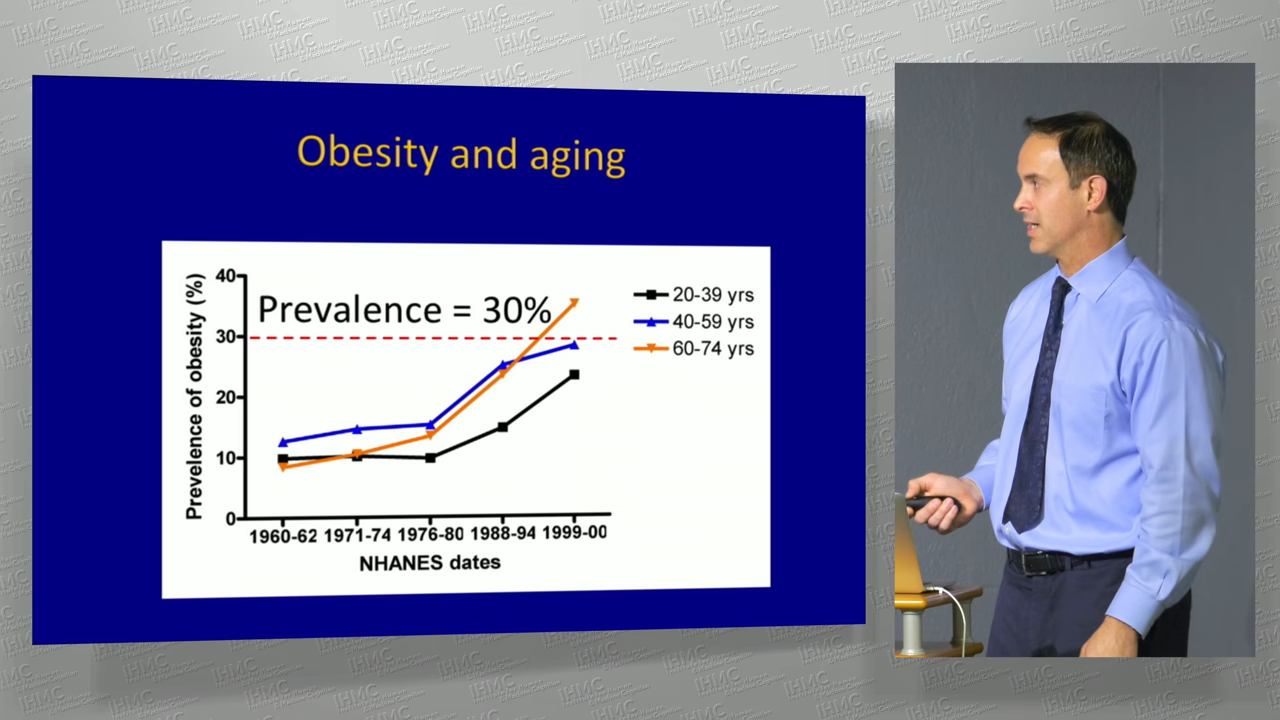 Obesity and aging
Prevelence of obesity (%)
40
30
20
10
0
Prevalence = 30%
20-39 yrs
40-59 yrs
60-74 yrs
1960-62 1971-74 1976-80 1988-94 1999-00
NHANES dates
IHMC